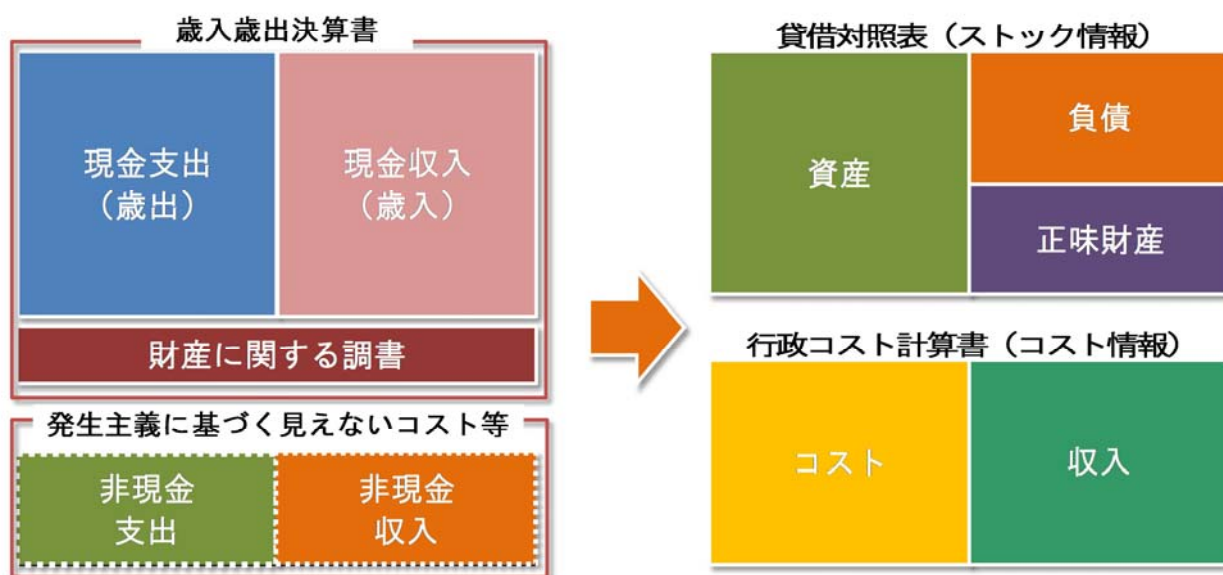 歳入歳出決算書
現金支出
（歳出）
現金収入
（歳入）
財産に関する調書
発生主義に基づく見えないコスト等
非現金
支出
非現金
収入
貸借対照表（ストック情報）
資産
負債
正味財産
行政コスト計算書（コスト情報）
コスト
収入